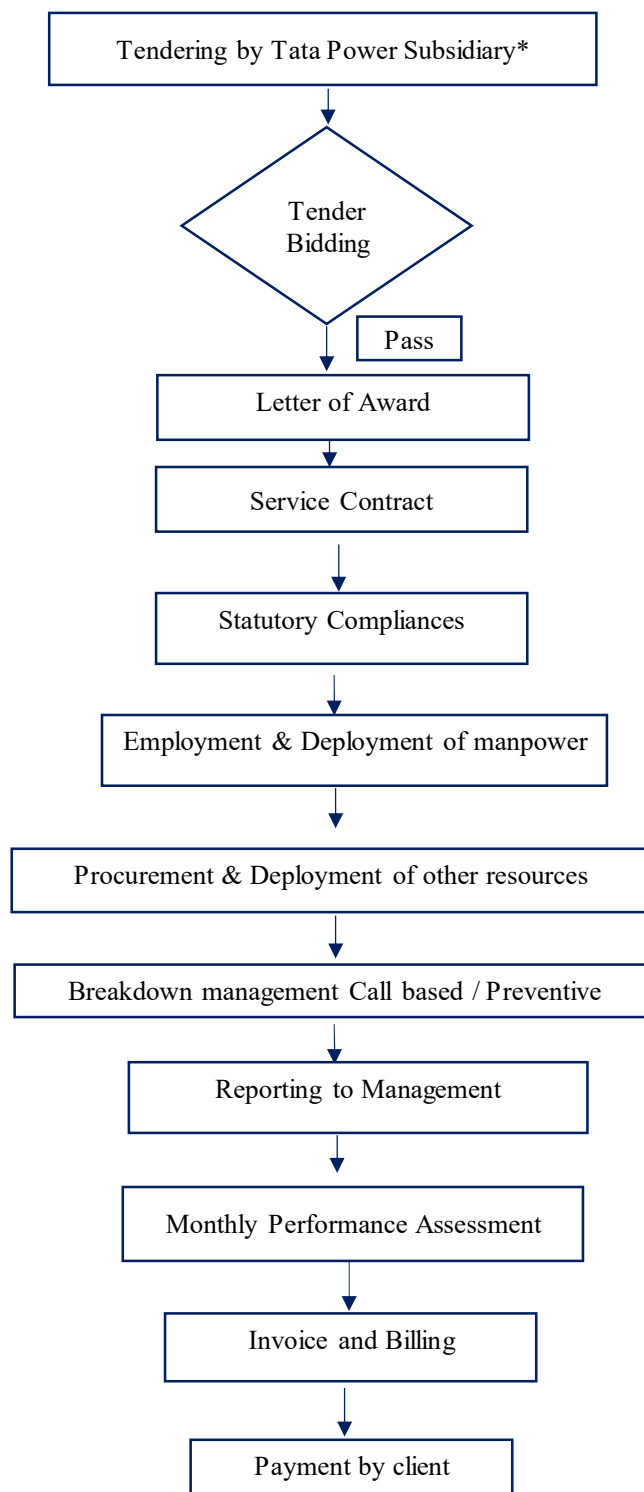 Tendering by Tata Power Subsidiary*
Tender
Bidding
Pass
Letter of Award
Service Contract
Statutory Compliances
Employment & Deployment of manpower
Procurement & Deployment of other resources
Breakdown management Call based / Preventive
Reporting to Management
Monthly Performance Assessment
Invoice and Billing
Payment by client